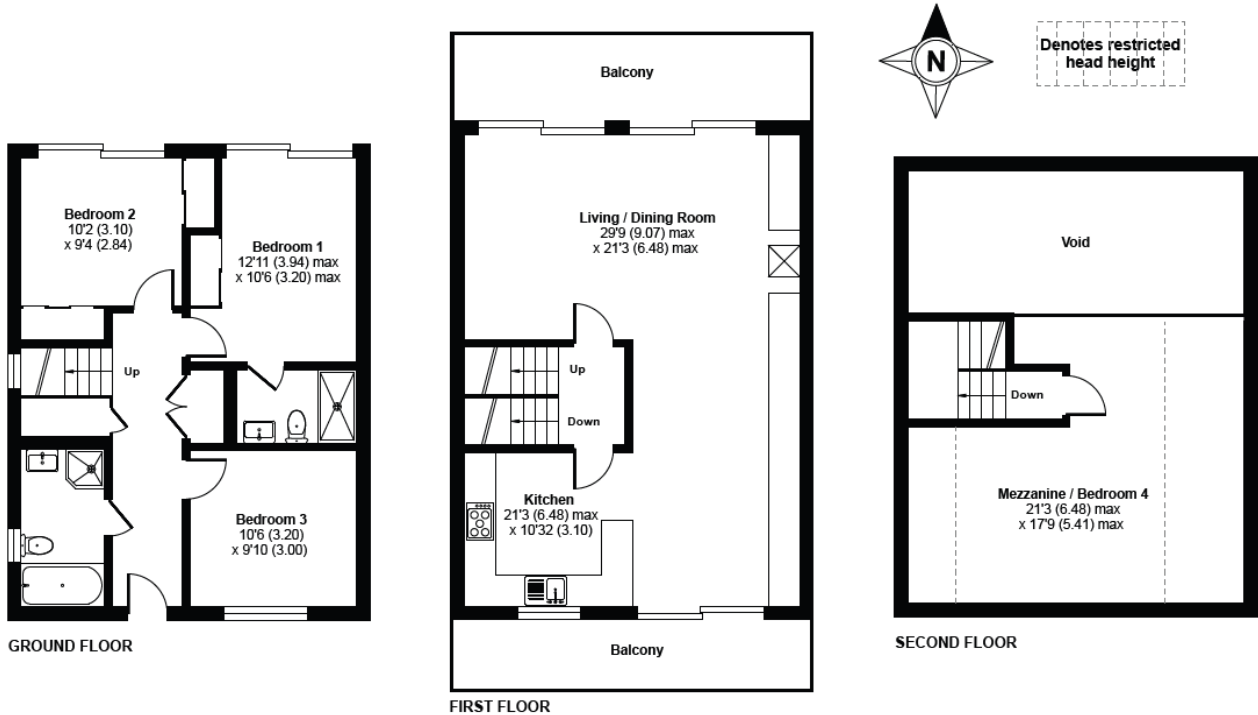 Balcony
N
Denotes restricted
head height
Bedroom 2
10'2 (3.10)
x 9'4 (2.84)
Bedroom 1
12'11 (3.94) max
x 10'6 (3.20) max
Up
Bedroom 3
10'6 (3.20)
x 9'10 (3.00)
GROUND FLOOR
Living / Dining Room
29'9 (9.07) max
x 21'3 (6.48) max
Up
Down
Kitchen
21'3 (6.48) max
x 10'32 (3.10)
Balcony
FIRST FLOOR
Void
Down
Mezzanine / Bedroom 4
21'3 (6.48) max
x 17'9 (5.41) max
SECOND FLOOR